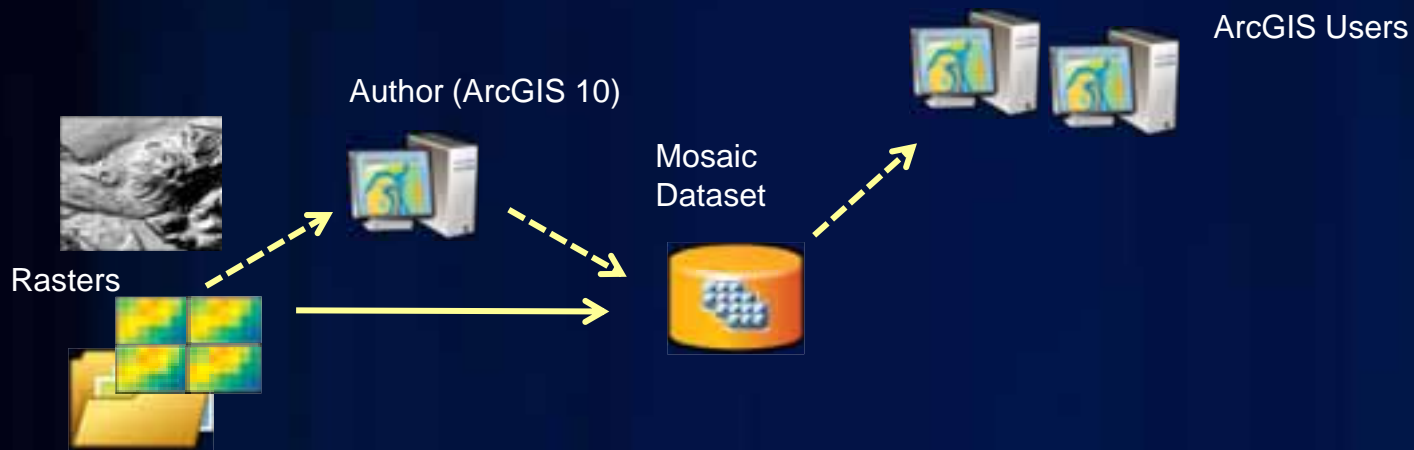 ArcGIS Users
Author (ArcGIS 10)
Mosaic
Dataset
Rasters